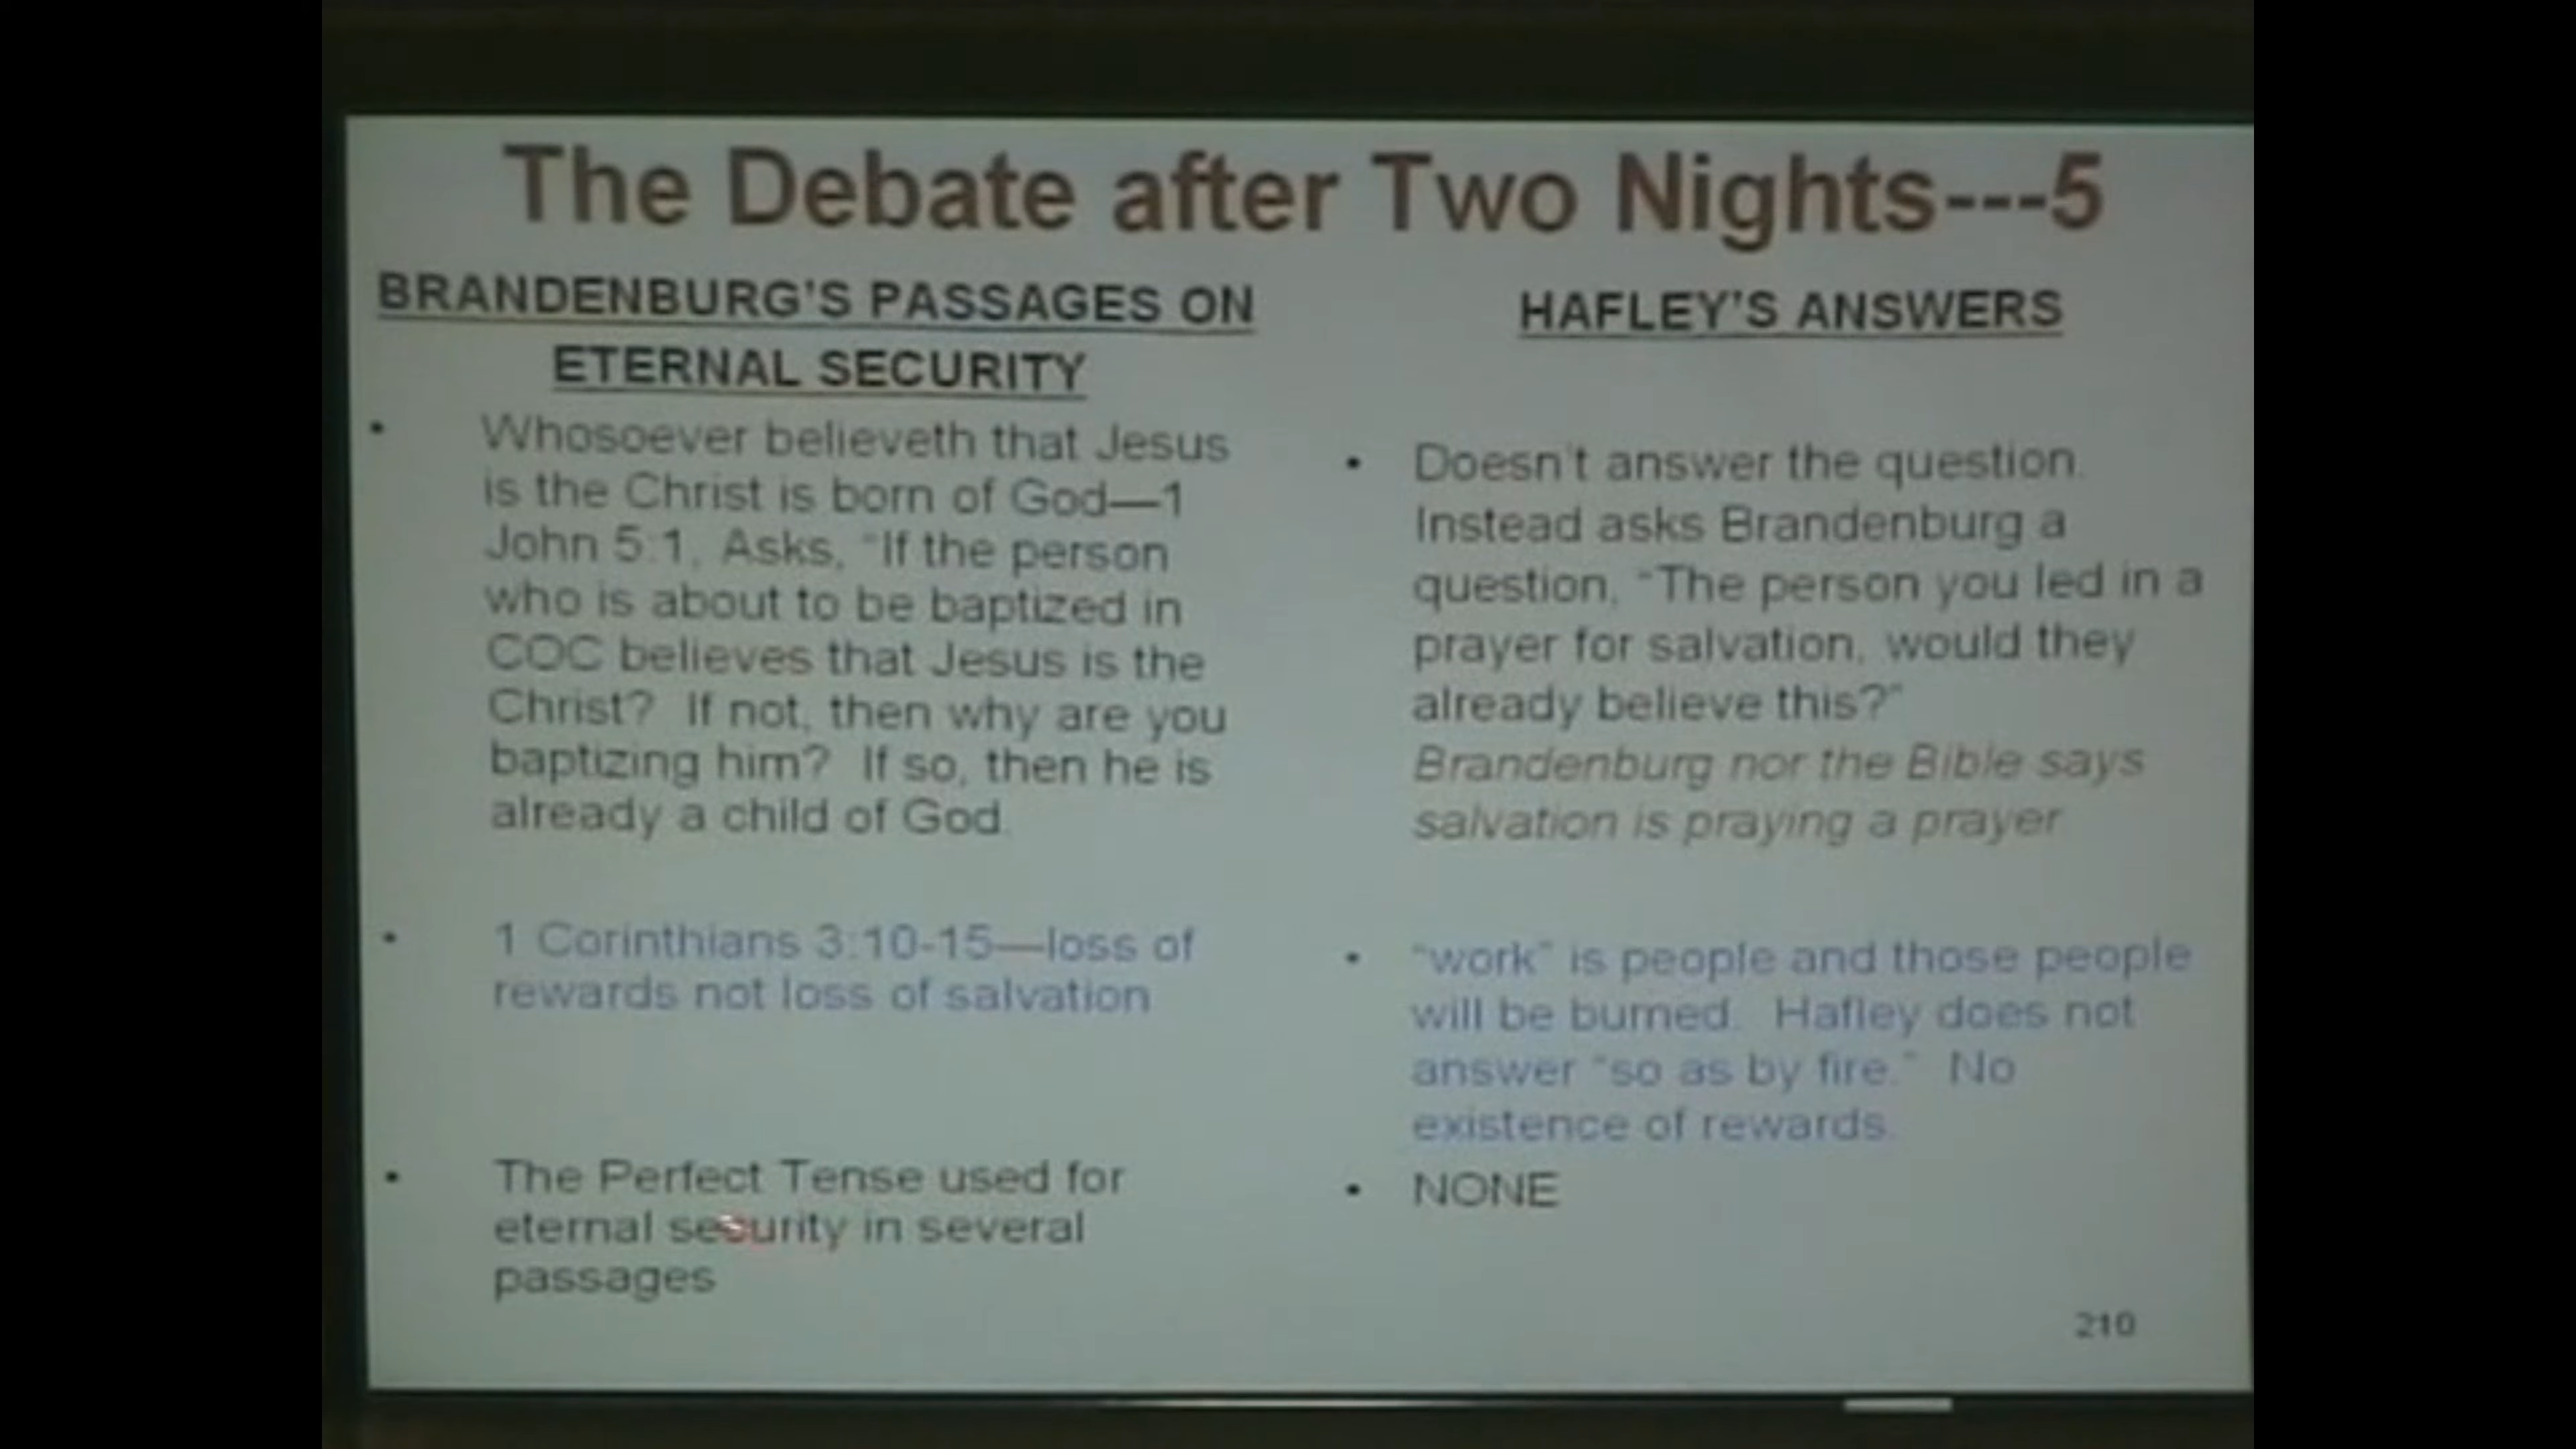 The Debate after Two Nights---5
BRANDENBURG'S PASSAGES ON
ETERNAL SECURITY
• Whosoever believeth that Jesus
is the Christ is born of God—1
John 5:1, Asks, "If the person
who is about to be baptized in
COC believes that Jesus is the
Christ? If not, then why are you
baptizing him? If so, then he is
already a child of God.
• 1 Corinthians 3:10-15—loss of
rewards not loss of salvation
• The Perfect Tense used for
eternal security in several
passages
HAFLEY'S ANSWERS
• Doesn't answer the question.
Instead asks Brandenburg a
question, "The person you led in a
prayer for salvation, would they
already believe this?"
Brandenburg nor the Bible says
salvation is praying a prayer
• "work" is people and those people
will be burned. Hafley does not
answer "so as by fire." No
existence of rewards.
• NONE
210